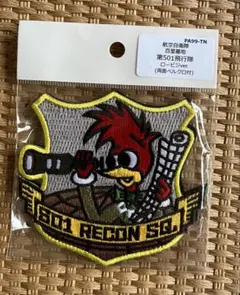 PA99-TN
航空自衛隊
百里基地
第501飛行隊
ロービジver.
(両面ベルクロ付)
501 RECON SQ.